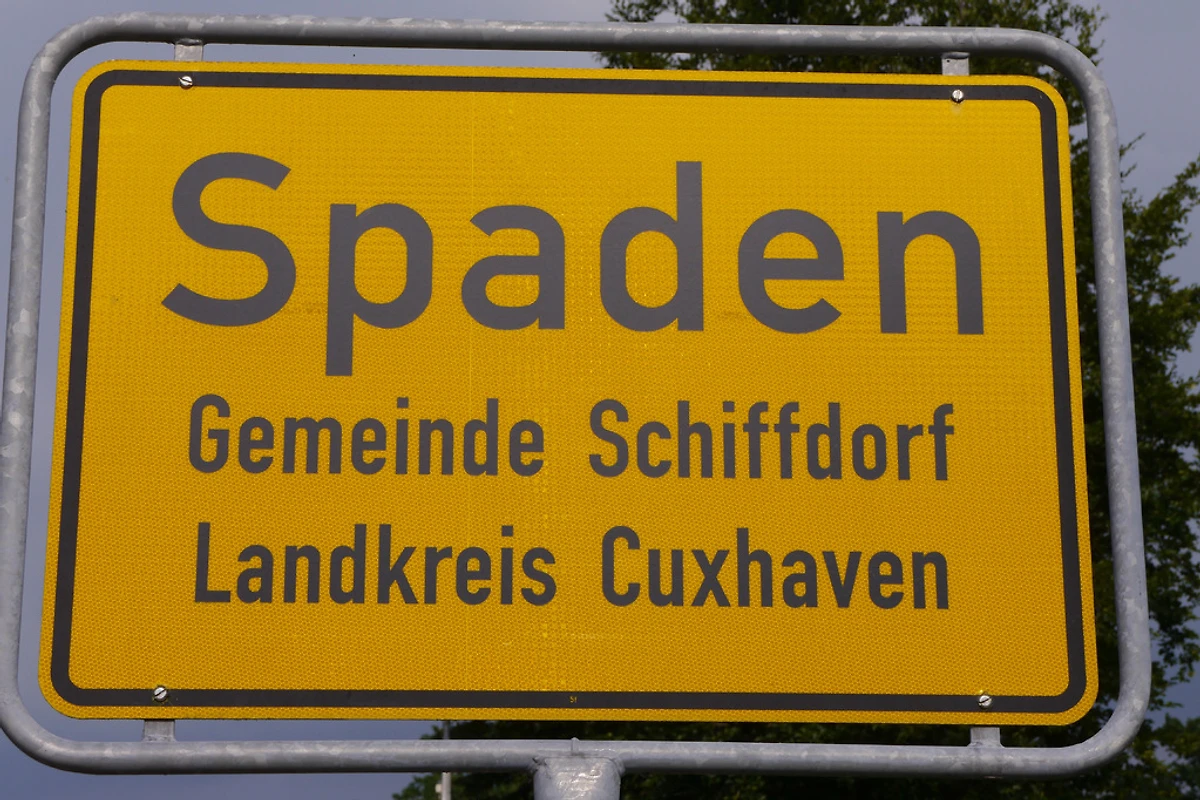 Spaden
Gemeinde Schiffdorf
Landkreis Cuxhaven